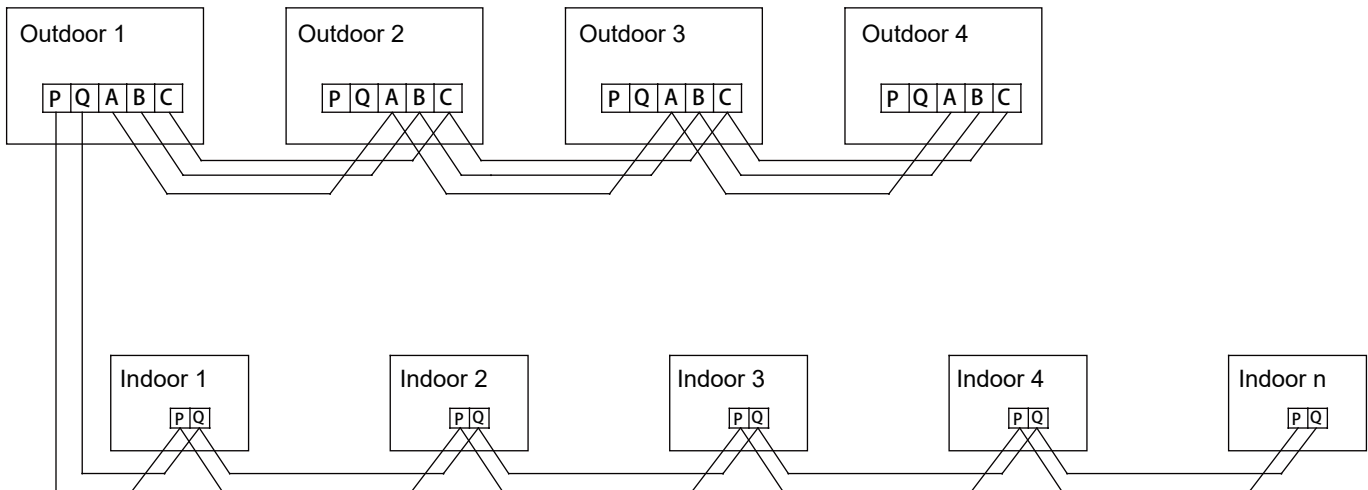 Outdoor 1 Outdoor 2 Outdoor 3 Outdoor 4
P Q A B C P Q A B C P Q A B C P Q A B C
Indoor 1 Indoor 2 Indoor 3 Indoor 4 Indoor n
P Q P Q P Q P Q P Q